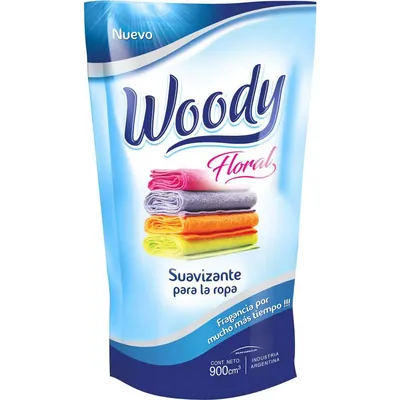 Nuevo
Woody
Floral
Suavizante
para la ropa
Fragancia por
mucho más tiempo !!!
CONT. NETO
900cm³
INDUSTRIA
ARGENTINA